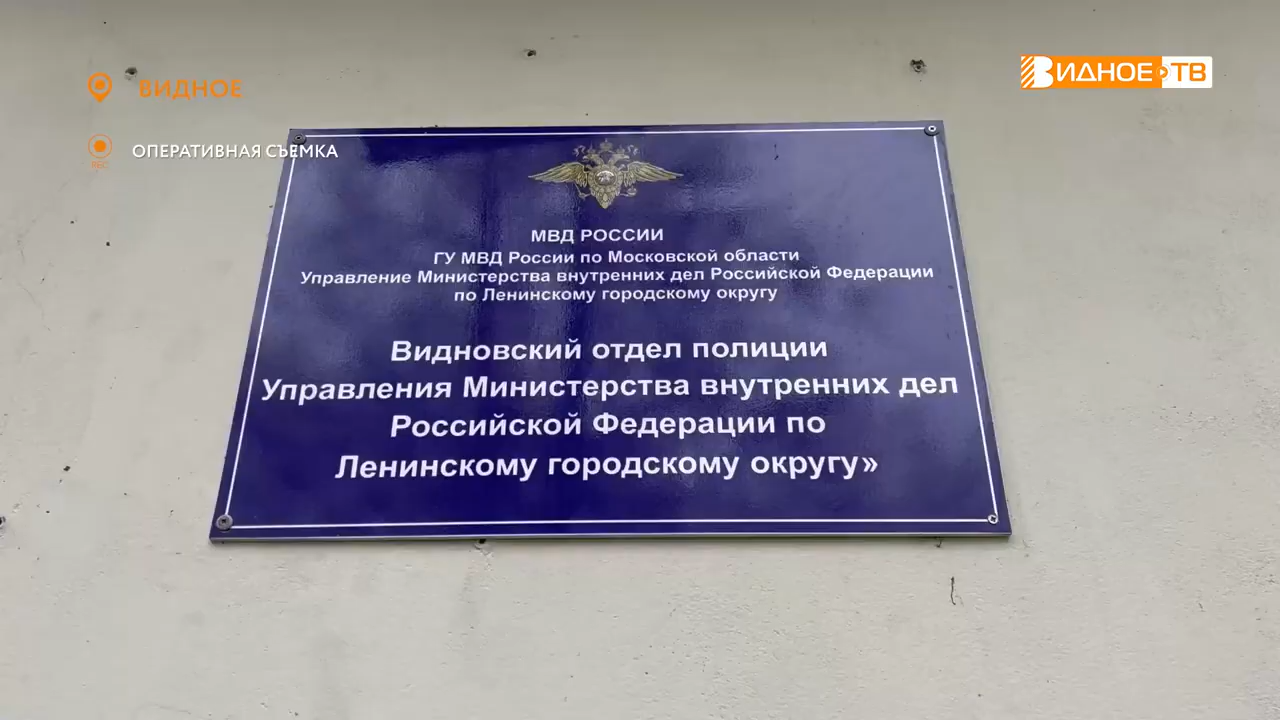 ВИДНОЕ
ВИДНОЕ ТВ
REC
ОПЕРАТИВНАЯ СЪЕМКА
МВД РОССИИ
ГУ МВД России по Московской области
Управление Министерства внутренних дел Российской Федерации
по Ленинскому городскому округу
Видновский отдел полиции
Управления Министерства внутренних дел
Российской Федерации по
Ленинскому городскому округу»